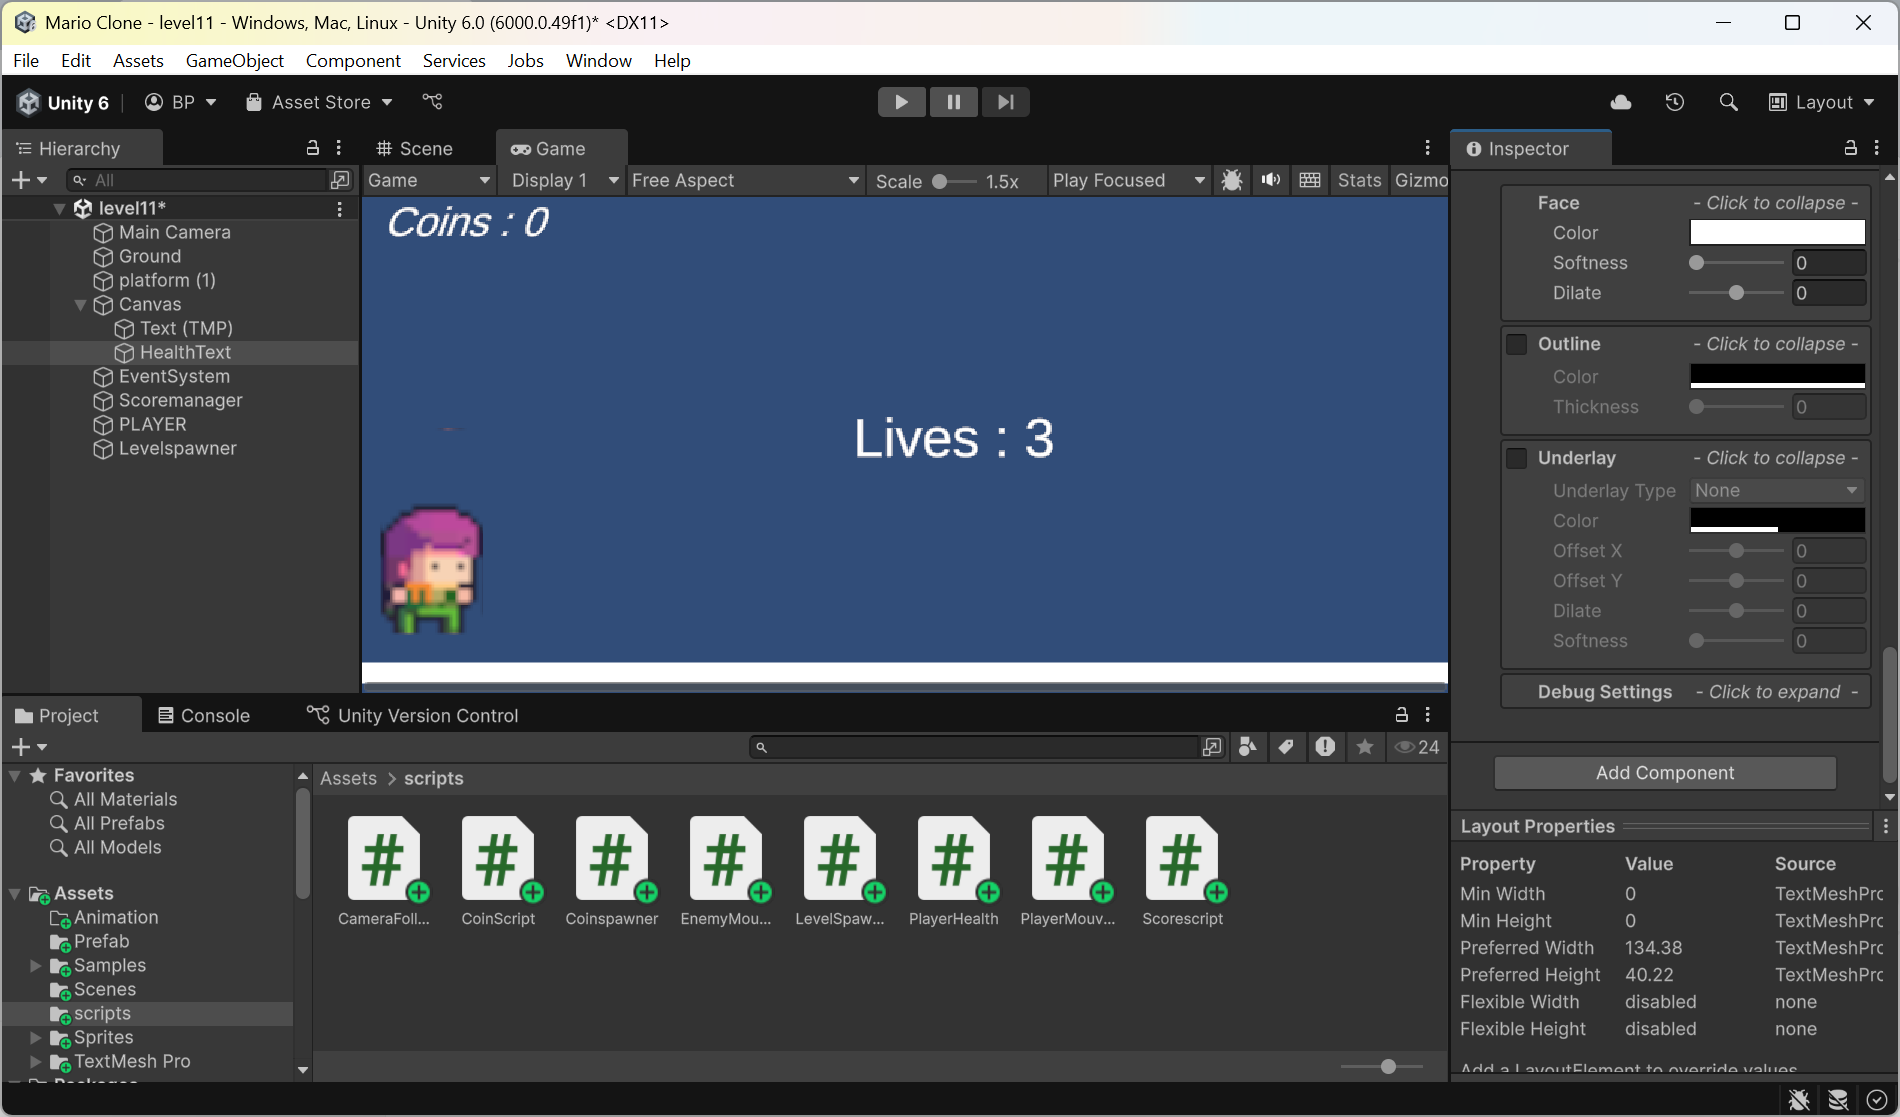 Mario Clone - level11 - Windows, Mac, Linux - Unity 6.0 (6000.0.49f1)* <DX11>
File Edit Assets GameObject Component Services Jobs Window Help
Unity 6 BP Asset Store Layout
Hierarchy
All
level11*
Main Camera
Ground
platform (1)
Canvas
Text (TMP)
HealthText
EventSystem
Scoremanager
PLAYER
Levelspawner
Scene Game
Game Display 1 Free Aspect Scale 1.5x Play Focused Stats Gizmo
Coins : 0
Lives : 3
Inspector
Face - Click to collapse -
Color
Softness 0
Dilate 0
Outline - Click to collapse -
Color
Thickness 0
Underlay - Click to collapse -
Underlay Type None
Color
Offset X 0
Offset Y 0
Dilate 0
Softness 0
Debug Settings - Click to expand -
Add Component
Layout Properties
Property Value Source
Min Width 0 TextMeshPro
Min Height 0 TextMeshPro
Preferred Width 134.38 TextMeshPro
Preferred Height 40.22 TextMeshPro
Flexible Width disabled none
Flexible Height disabled none
Add a LayoutElement to override values
Project Console Unity Version Control
24
Favorites
All Materials
All Prefabs
All Models
Assets
Animation
Prefab
Samples
Scenes
scripts
Sprites
TextMesh Pro
Packages
Assets > scripts
CameraFoll... CoinScript Coinspawner EnemyMou... LevelSpaw... PlayerHealth PlayerMouv... Scorescript